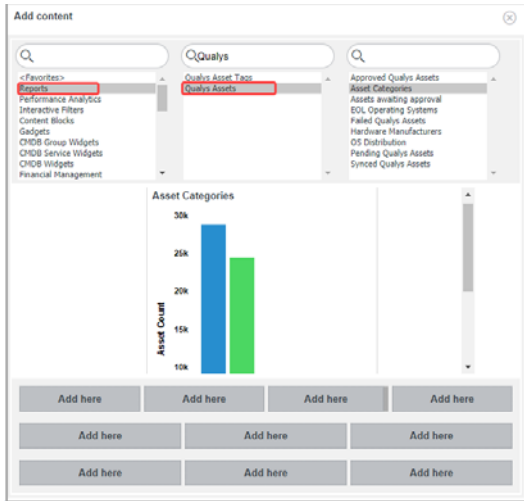 Add content
Qualys
<Favorites>
Reports
Performance Analytics
Interactive Filters
Content Blocks
Gadgets
CMDB Group Widgets
CMDB Service Widgets
CMDB Widgets
Financial Management
Qualys Asset Tags
Qualys Assets
Approved Qualys Assets
Asset Categories
Assets awaiting approval
EOL Operating Systems
Failed Qualys Assets
Hardware Manufacturers
OS Distribution
Pending Qualys Assets
Synced Qualys Assets
Asset Categories
30k
25k
20k
15k
10k
Asset Count
Add here Add here Add here Add here
Add here Add here Add here
Add here Add here Add here